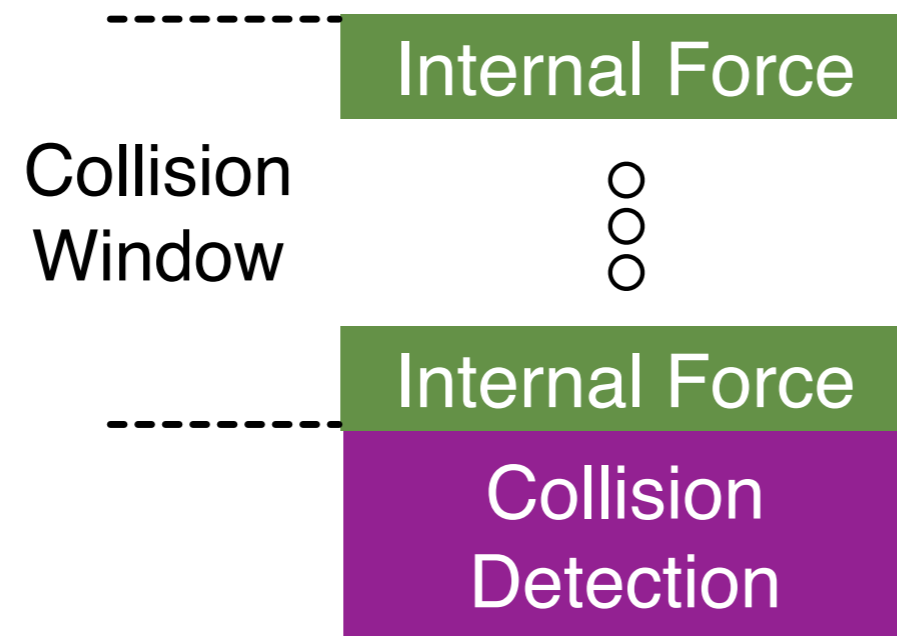 Internal Force
Collision
Window
Internal Force
Collision
Detection